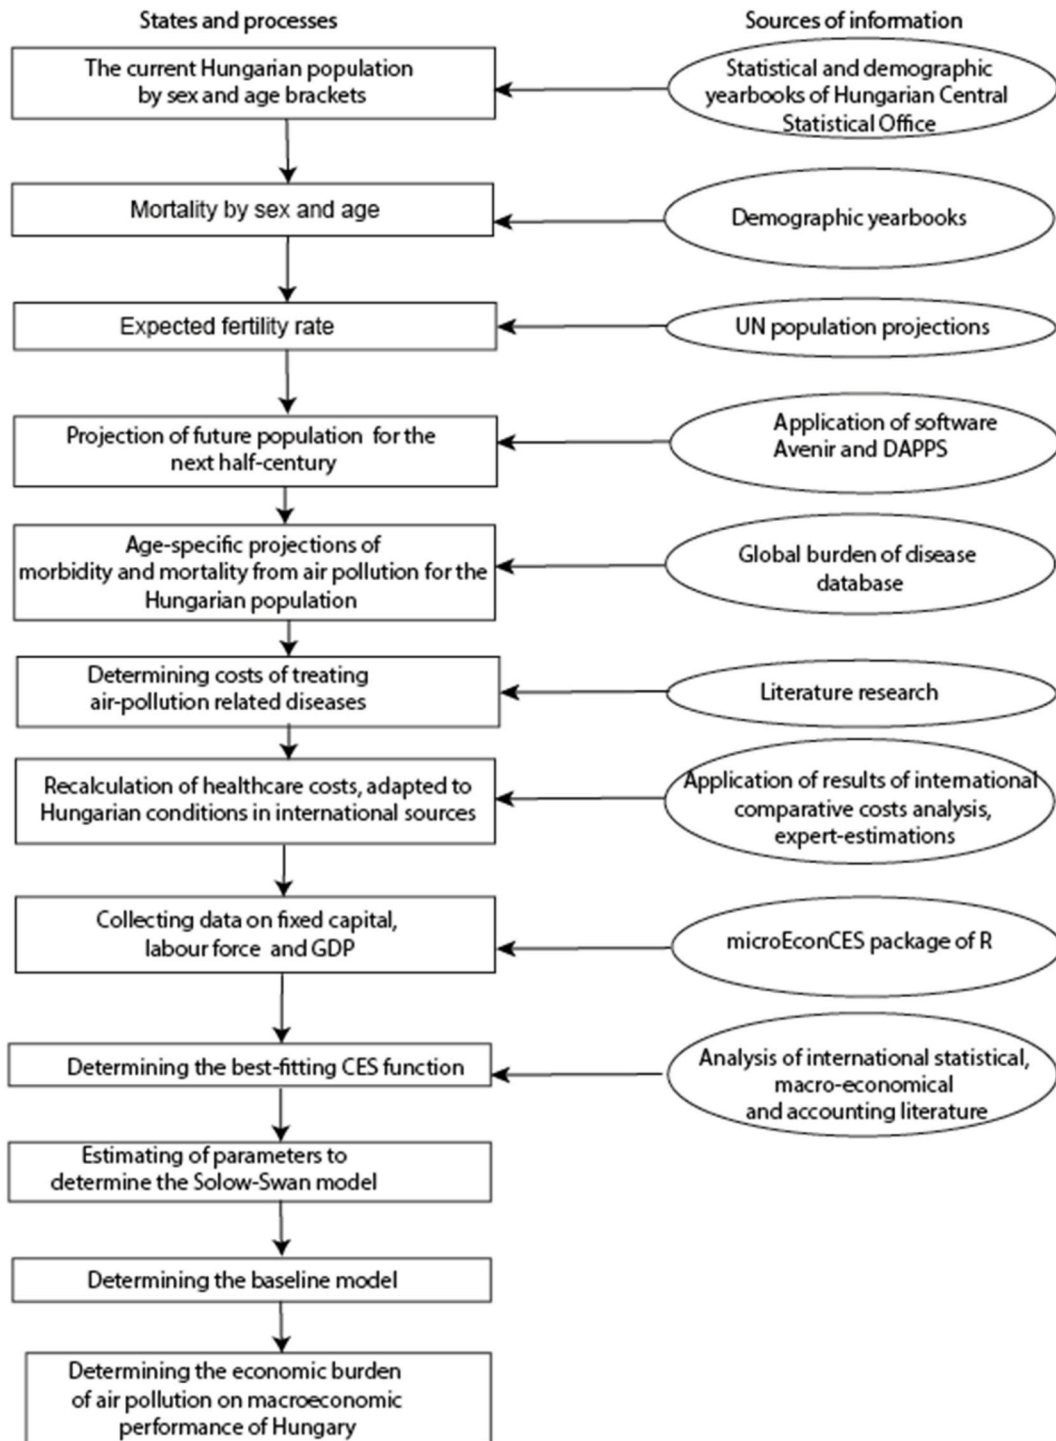 States and processes
Sources of information
The current Hungarian population
by sex and age brackets
Statistical and demographic
yearbooks of Hungarian Central
Statistical Office
Mortality by sex and age
Demographic yearbooks
Expected fertility rate
UN population projections
Projection of future population for the
next half-century
Application of software
Avenir and DAPPS
Age-specific projections of
morbidity and mortality from air pollution for the
Hungarian population
Global burden of disease
database
Determining costs of treating
air-pollution related diseases
Literature research
Recalculation of healthcare costs, adapted to
Hungarian conditions in international sources
Application of results of international
comparative costs analysis,
expert-estimations
Collecting data on fixed capital,
labour force and GDP
microEconCES package of R
Determining the best-fitting CES function
Analysis of international statistical,
macro-economical
and accounting literature
Estimating of parameters to
determine the Solow-Swan model
Determining the baseline model
Determining the economic burden
of air pollution on macroeconomic
performance of Hungary